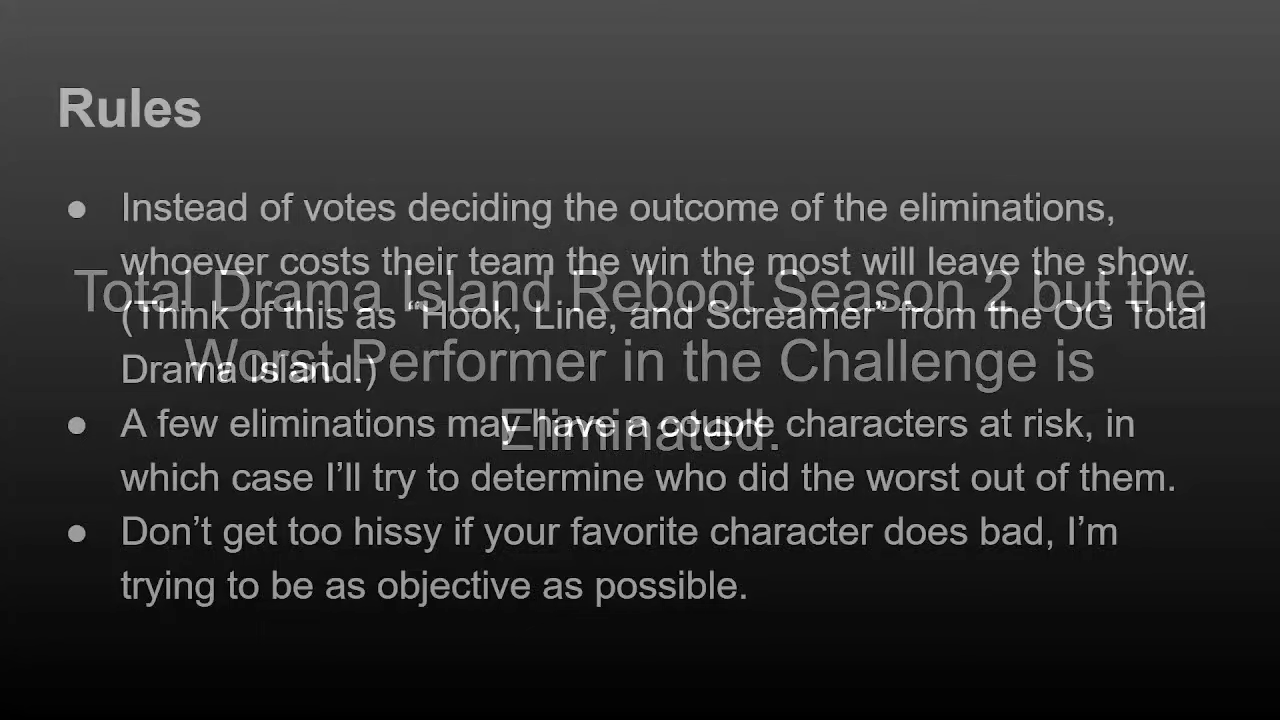 Rules
● Instead of votes deciding the outcome of the eliminations,
whoever costs their team the win the most will leave the show.
Total Drama Island Reboot Season 2 but the
(Think of this as “Hook, Line, and Screamer” from the OG Total
Worst Performer in the Challenge is
Drama Island.)
● A few eliminations may have a couple characters at risk, in
Eliminated.
which case I’ll try to determine who did the worst out of them.
● Don’t get too hissy if your favorite character does bad, I’m
trying to be as objective as possible.